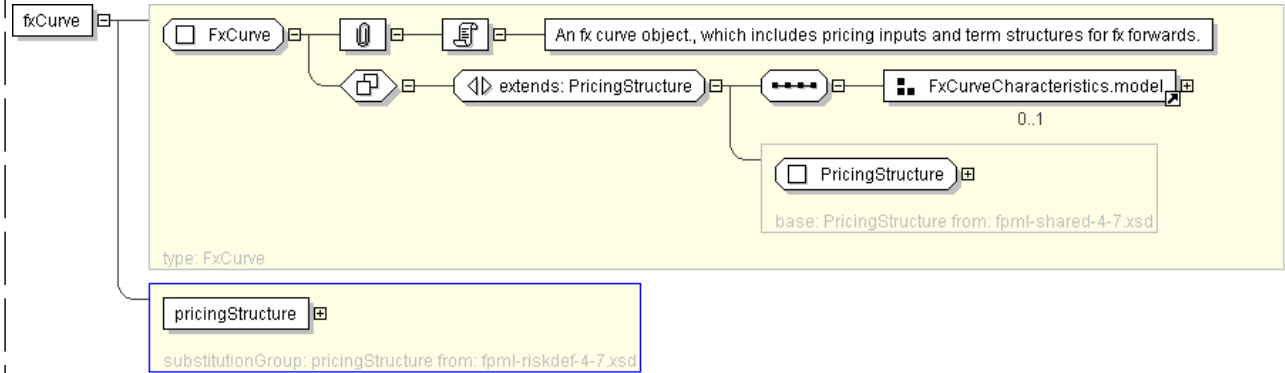 fxCurve
FxCurve
An fx curve object., which includes pricing inputs and term structures for fx forwards.
extends: PricingStructure
FxCurveCharacteristics.model
0..1
PricingStructure
base: PricingStructure from: fpml-shared-4-7.xsd
type: FxCurve
pricingStructure
substitutionGroup: pricingStructure from: fpml-riskdef-4-7.xsd